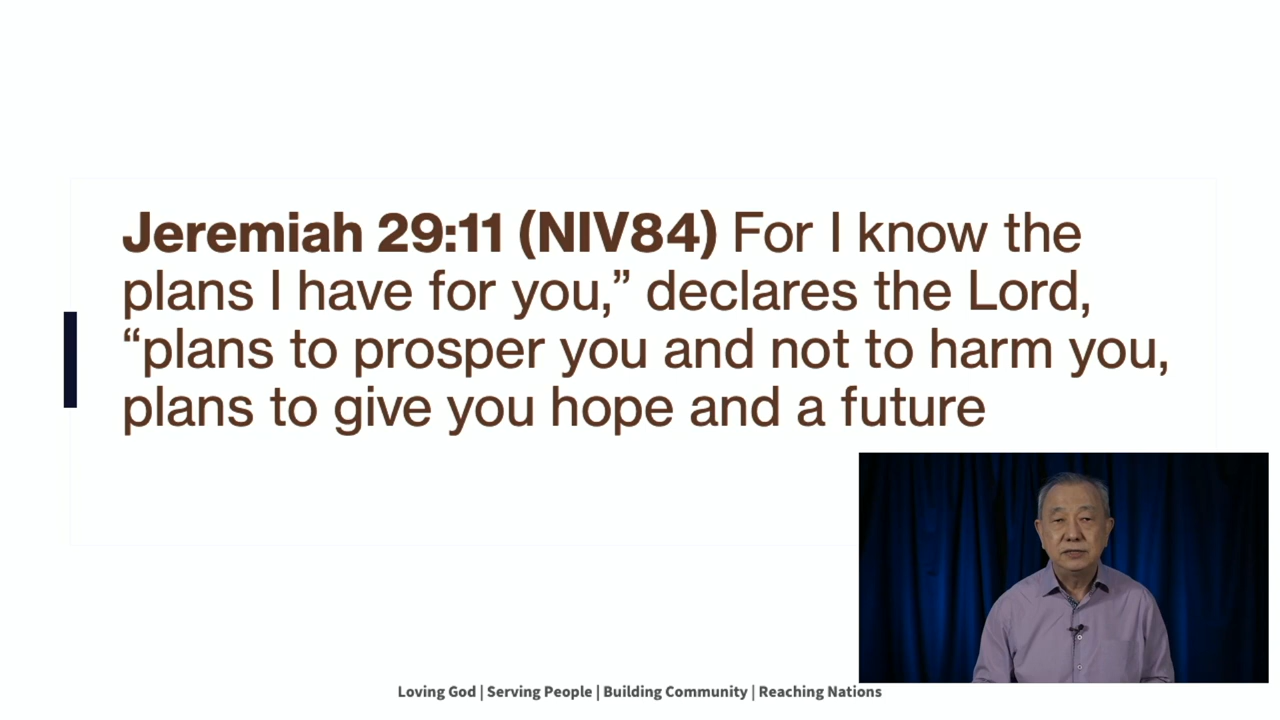 Jeremiah 29:11 (NIV84) For I know the
plans I have for you,” declares the Lord,
“plans to prosper you and not to harm you,
plans to give you hope and a future
Loving God | Serving People | Building Community | Reaching Nations